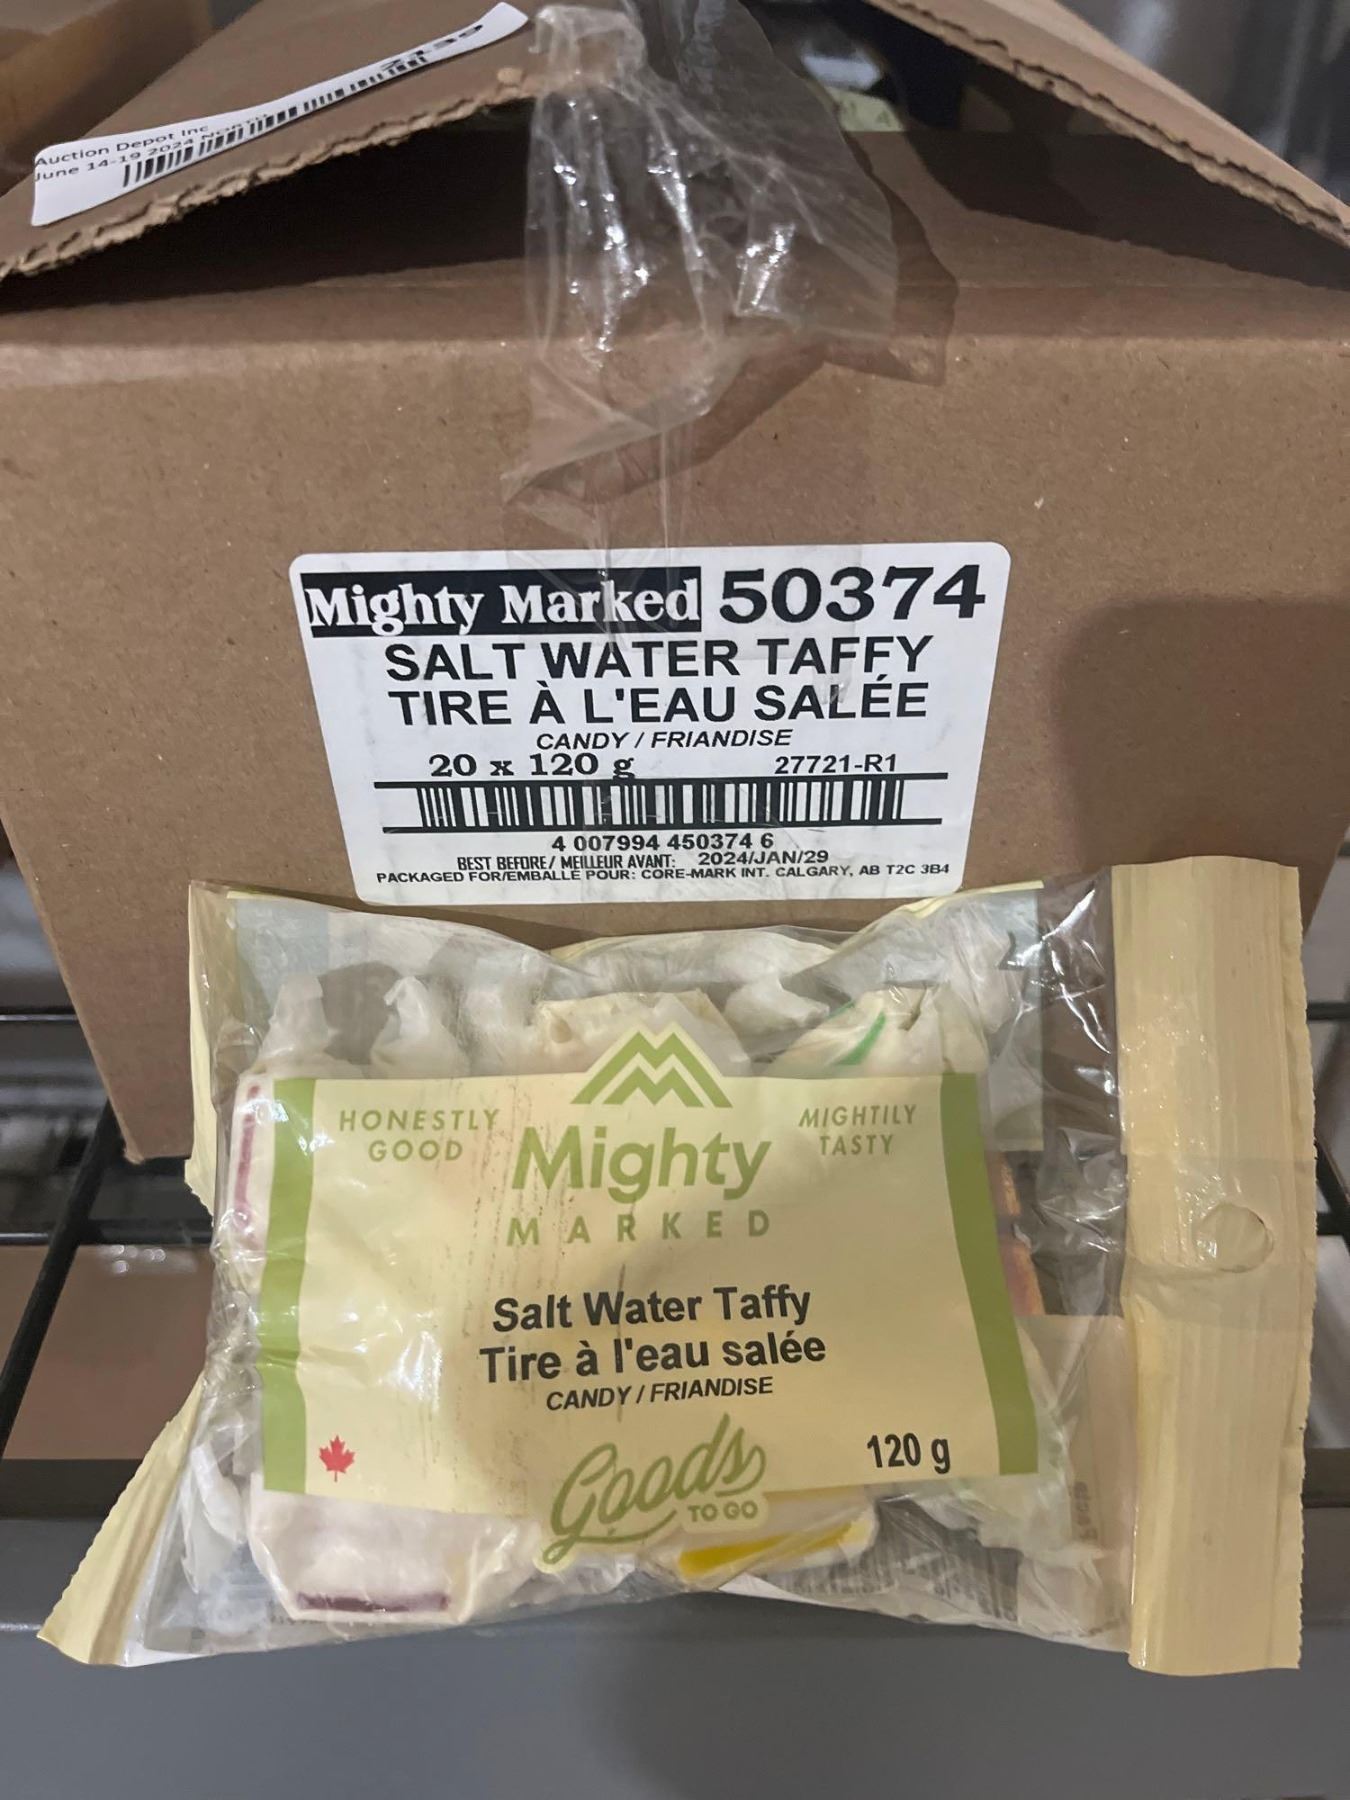 Auction Depot Inc
June 14-19 2024 NORTH
2139
Mighty Marked 50374
SALT WATER TAFFY
TIRE À L'EAU SALÉE
CANDY / FRIANDISE
20 x 120 g 27721-R1
4 007994 450374 6
BEST BEFORE/ MEILLEUR AVANT: 2024/JAN/29
PACKAGED FOR/EMBALLÉ POUR: CORE-MARK INT. CALGARY, AB T2C 3B4
HONESTLY
GOOD
MIGHTILY
TASTY
Mighty
MARKED
Salt Water Taffy
Tire à l'eau salée
CANDY / FRIANDISE
120 g
Goods
TO GO